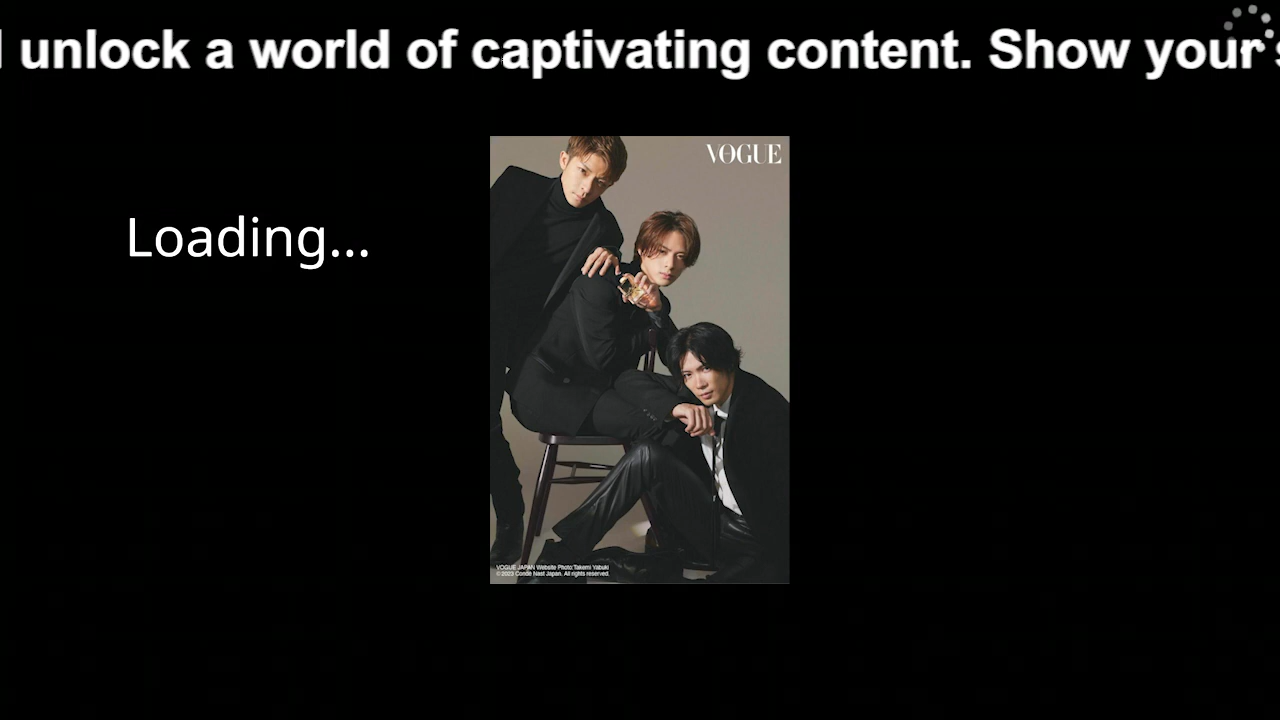 unlock a world of captivating content. Show your
VOGUE
Loading...
VOGUE JAPAN Website Photo:Takemi Yabuki
©2023 Condé Nast Japan. All rights reserved.